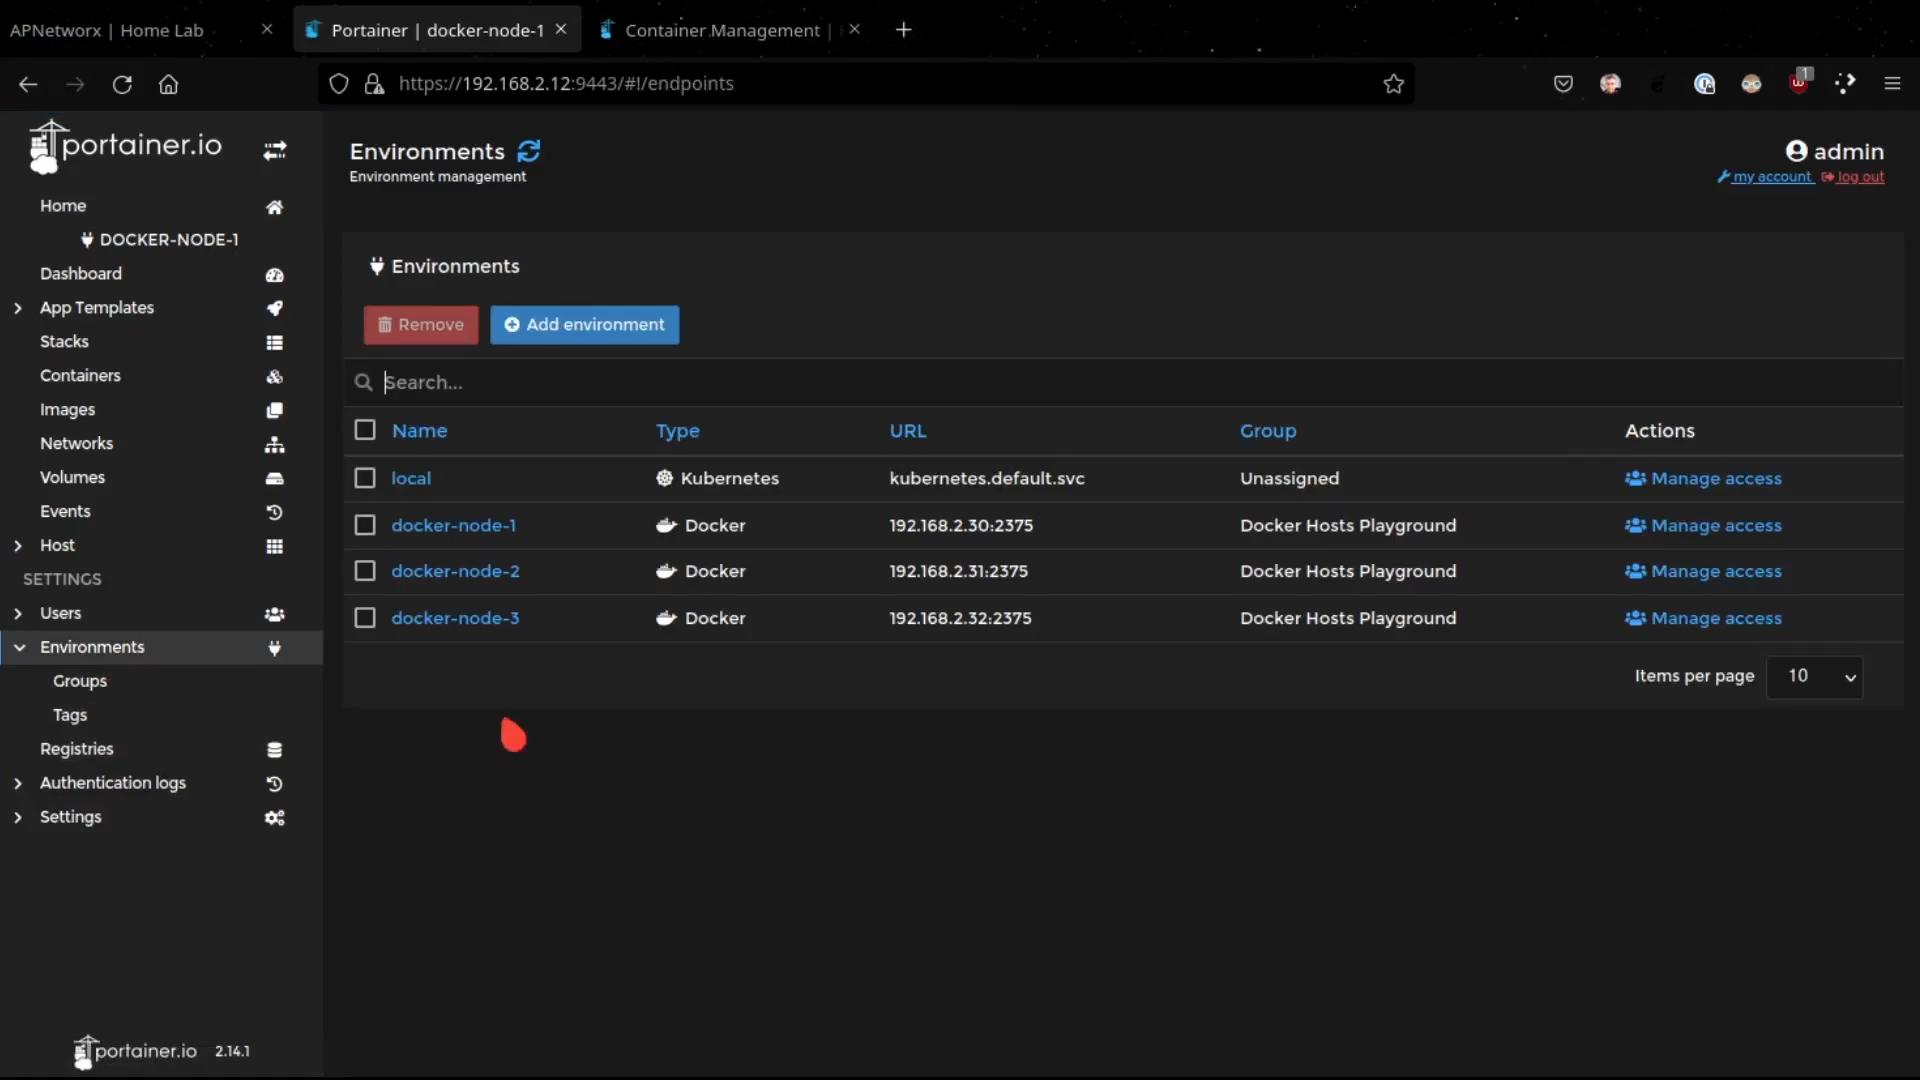 APNetworx | Home Lab
Portainer | docker-node-1
Container Management |
https://192.168.2.12:9443/#!/endpoints
1
portainer.io
Environments
Environment management
admin
my account log out
Home
DOCKER-NODE-1
Dashboard
App Templates
Stacks
Containers
Images
Networks
Volumes
Events
Host
SETTINGS
Users
Environments
Groups
Tags
Registries
Authentication logs
Settings
portainer.io 2.14.1
Environments
Remove Add environment
Search...
Name Type URL Group Actions
local Kubernetes kubernetes.default.svc Unassigned Manage access
docker-node-1 Docker 192.168.2.30:2375 Docker Hosts Playground Manage access
docker-node-2 Docker 192.168.2.31:2375 Docker Hosts Playground Manage access
docker-node-3 Docker 192.168.2.32:2375 Docker Hosts Playground Manage access
Items per page 10